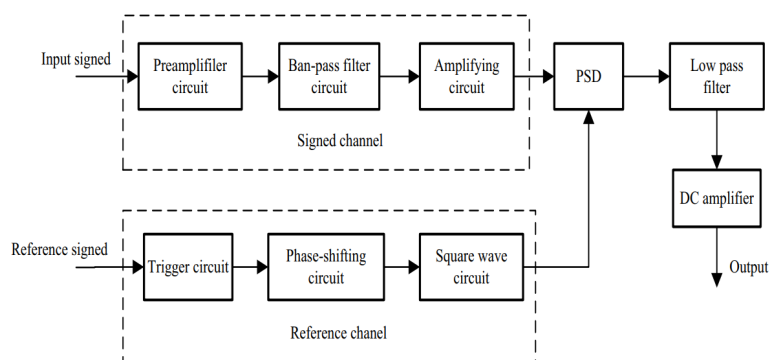 Input signed
Preamplifiler
circuit
Ban-pass filter
circuit
Amplifying
circuit
PSD
Low pass
filter
Signed channel
DC amplifier
Reference signed
Trigger circuit
Phase-shifting
circuit
Square wave
circuit
Output
Reference chanel